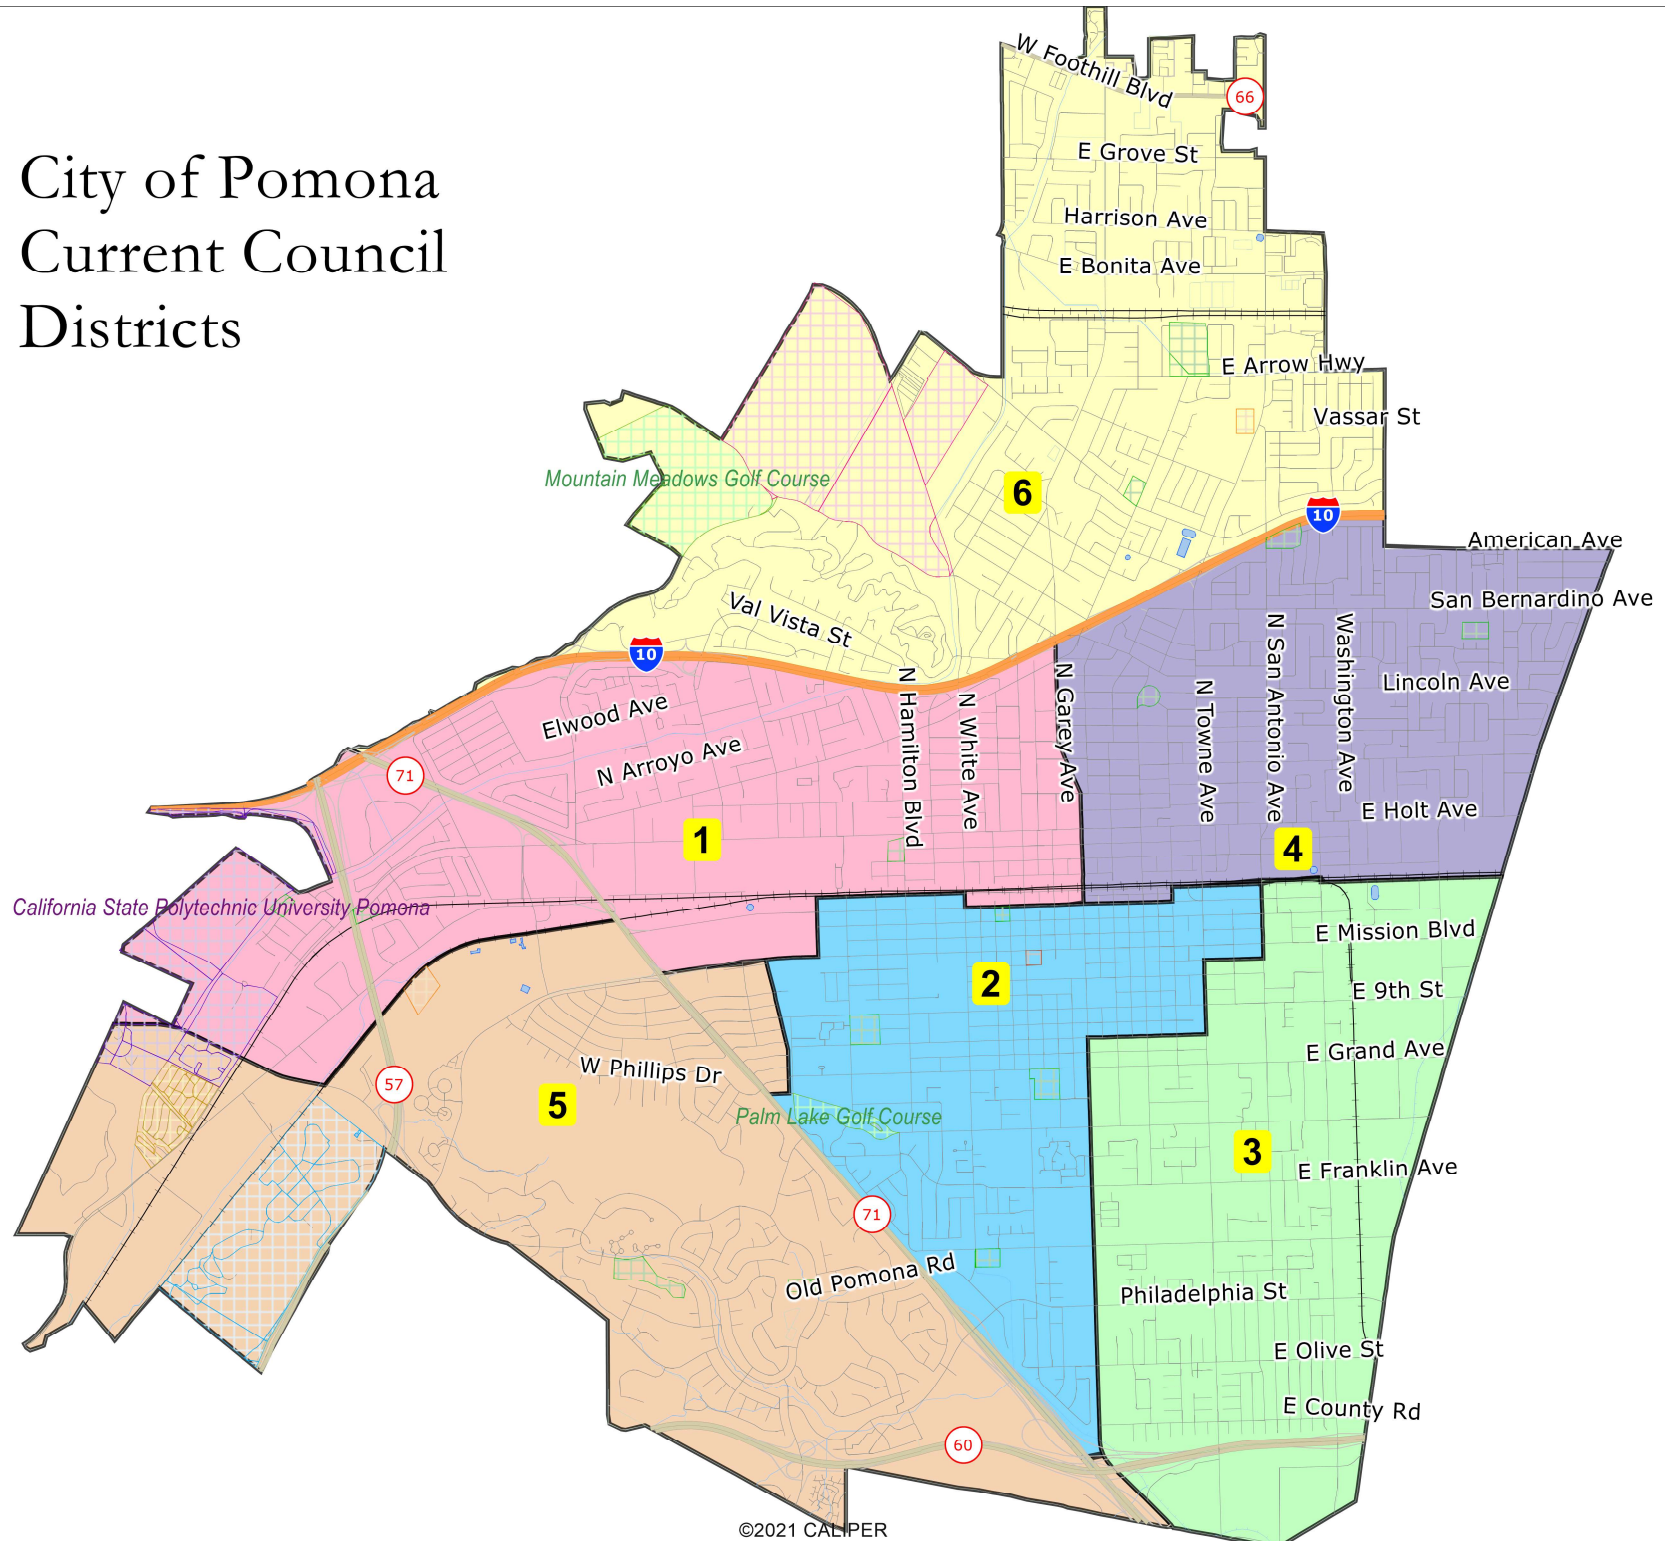 City of Pomona
Current Council
Districts
W Foothill Blvd
66
E Grove St
Harrison Ave
E Bonita Ave
E Arrow Hwy
Vassar St
Mountain Meadows Golf Course
6
10
American Ave
San Bernardino Ave
Val Vista St
10
N Garey Ave
N Towne Ave
N San Antonio Ave
Washington Ave
Lincoln Ave
Elwood Ave
N Arroyo Ave
N Hamilton Blvd
N White Ave
71
1
4
E Holt Ave
California State Polytechnic University Pomona
E Mission Blvd
2
E 9th St
E Grand Ave
W Phillips Dr
57
5
Palm Lake Golf Course
3
E Franklin Ave
71
Old Pomona Rd
Philadelphia St
E Olive St
E County Rd
60
©2021 CALIPER